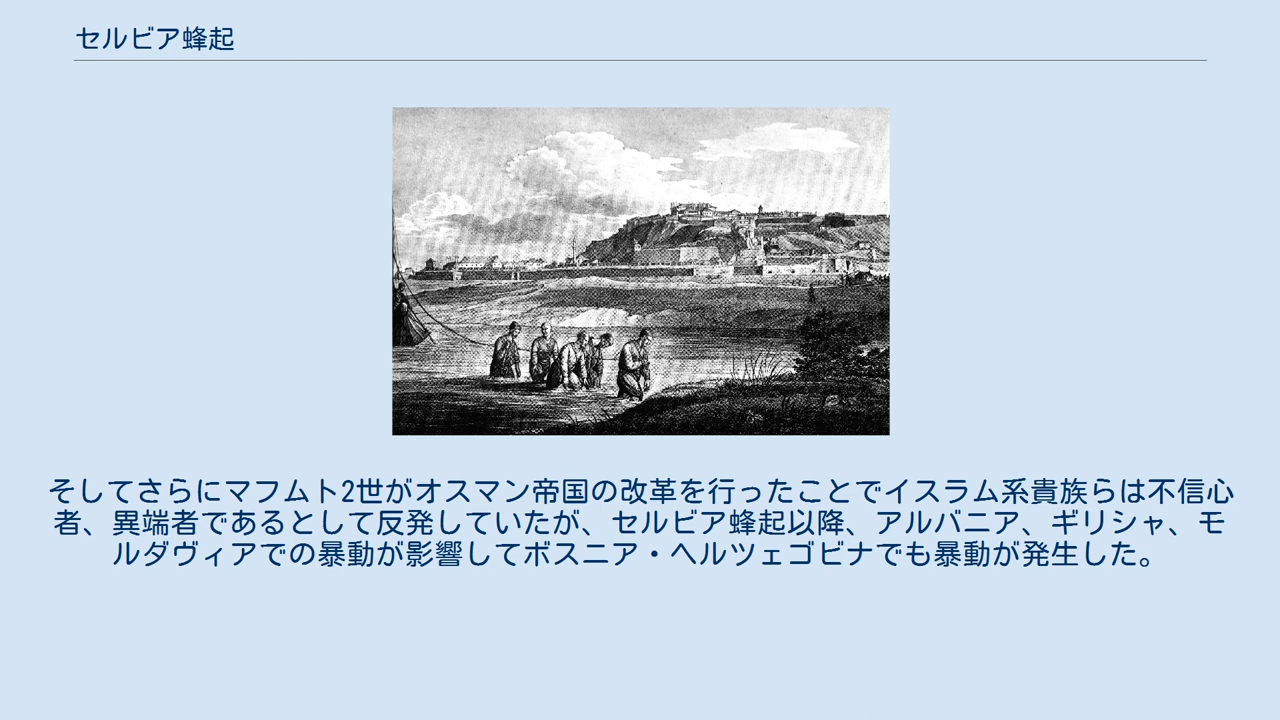 セルビア蜂起
そしてさらにマフムト2世がオスマン帝国の改革を行ったことでイスラム系貴族らは不信心
者、異端者であるとして反発していたが、セルビア蜂起以降、アルバニア、ギリシャ、モ
ルダヴィアでの暴動が影響してボスニア・ヘルツェゴビナでも暴動が発生した。